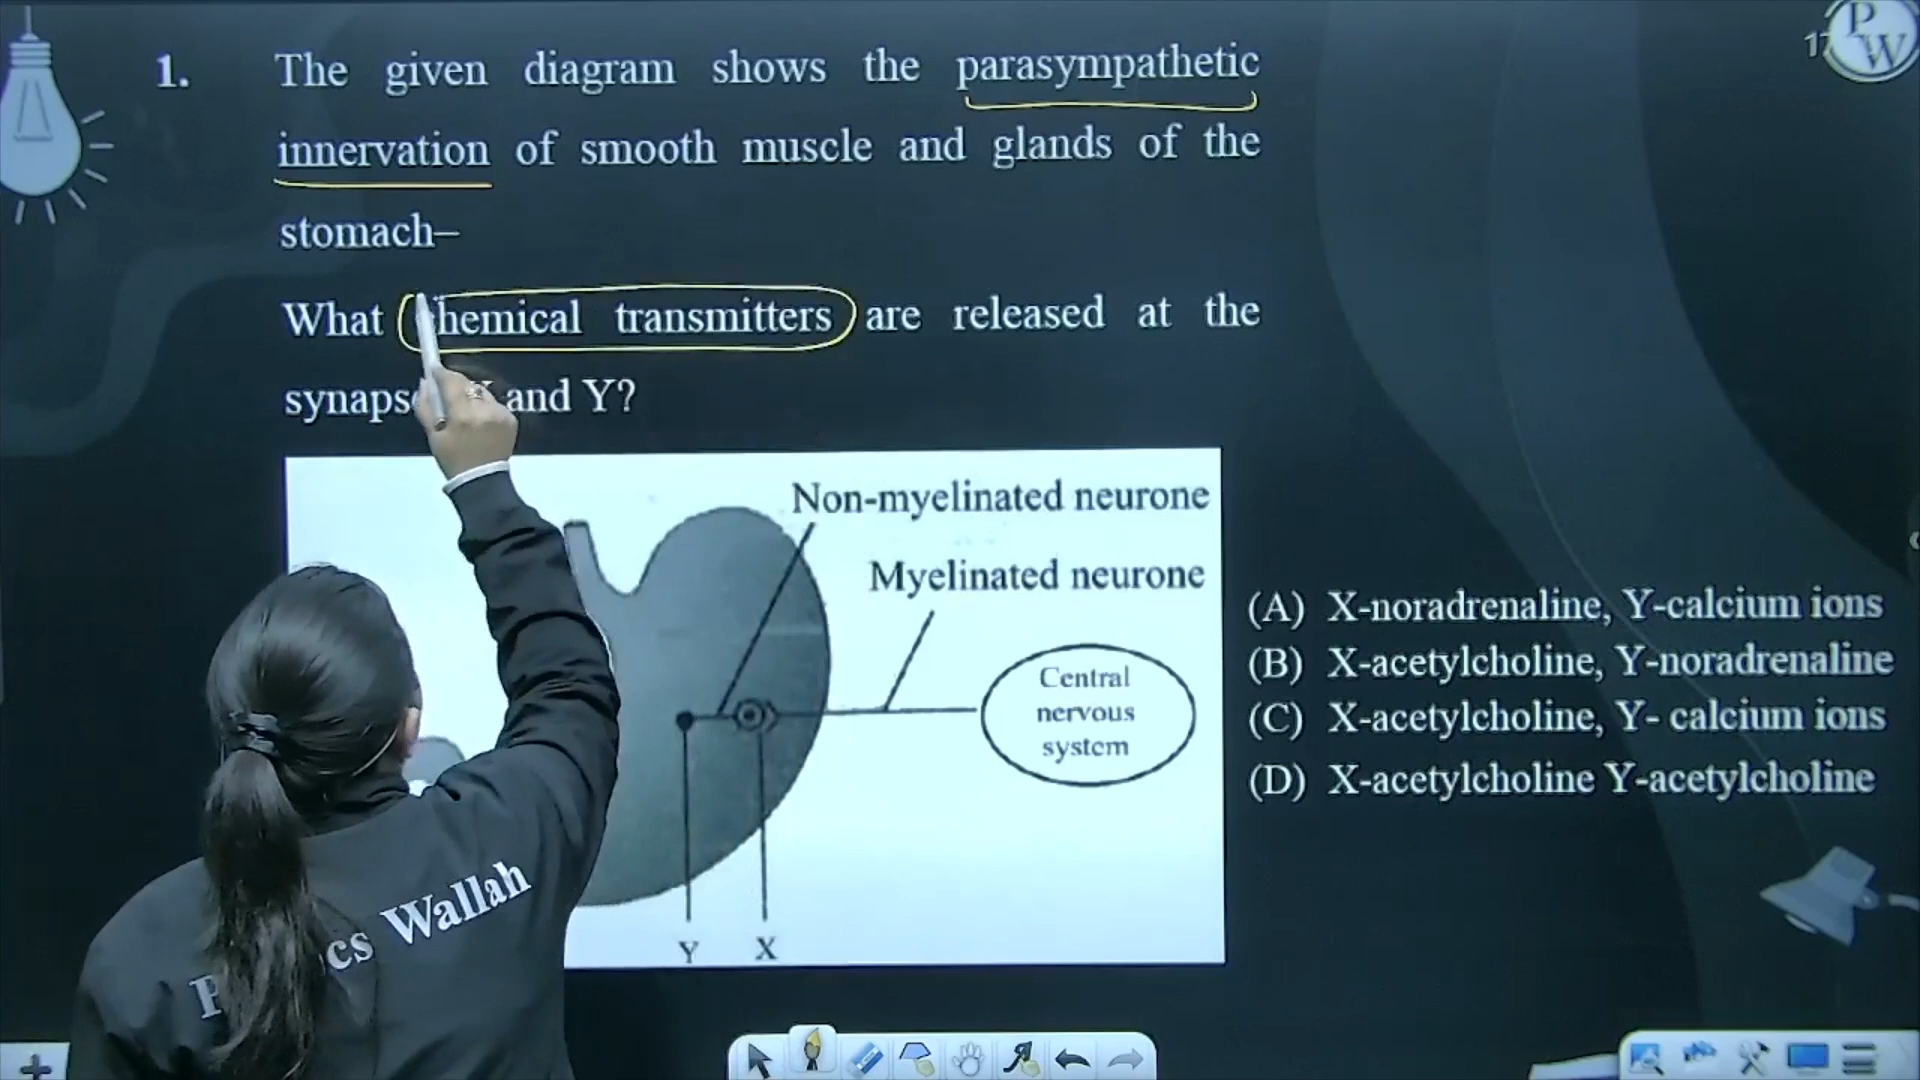 1. The given diagram shows the parasympathetic
innervation of smooth muscle and glands of the
stomach–
What chemical transmitters are released at the
and Y?
Non-myelinated neurone
Myelinated neurone
Central
nervous
system
Y X
(A) X-noradrenaline, Y-calcium ions
(B) X-acetylcholine, Y-noradrenaline
(C) X-acetylcholine, Y- calcium ions
(D) X-acetylcholine Y-acetylcholine
PW
Wallah